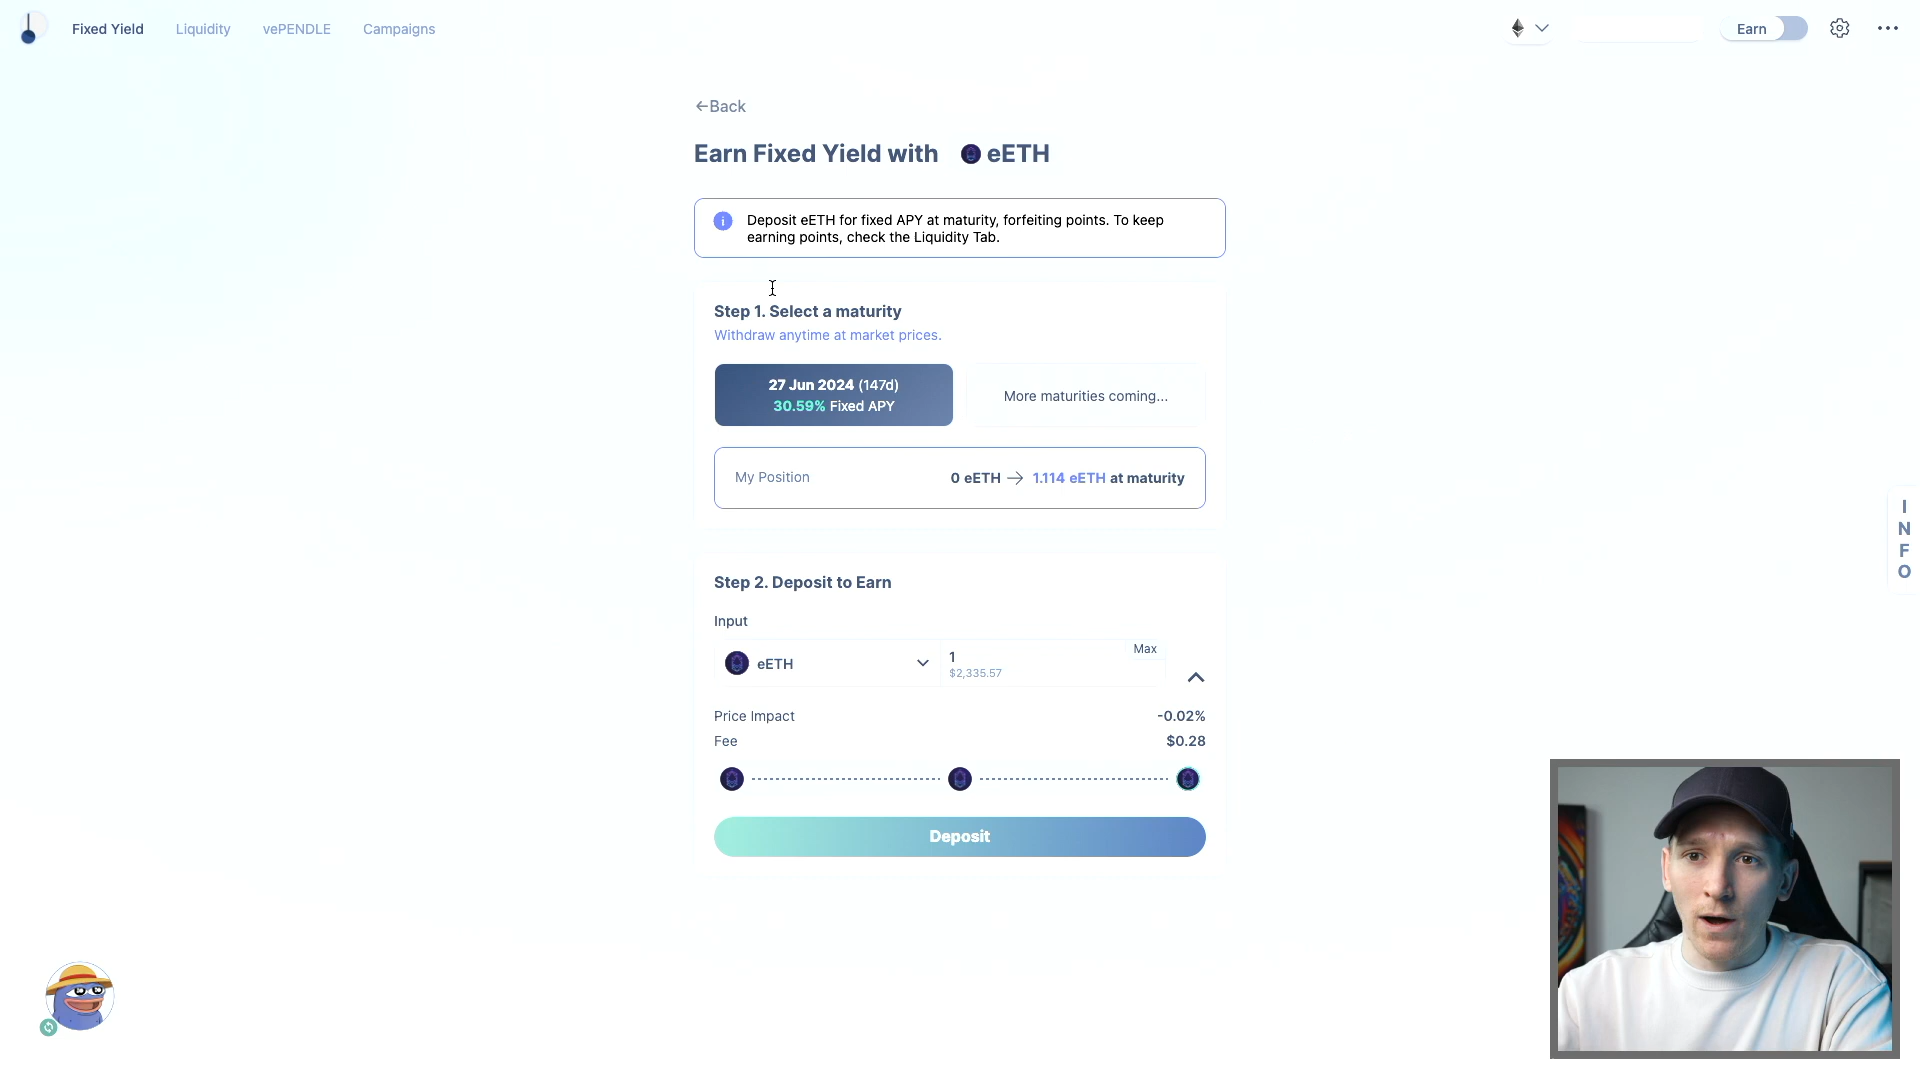 Fixed Yield
Liquidity
vePENDLE
Campaigns
Earn
←Back
Earn Fixed Yield with eETH
i
Deposit eETH for fixed APY at maturity, forfeiting points. To keep
earning points, check the Liquidity Tab.
Step 1. Select a maturity
Withdraw anytime at market prices.
27 Jun 2024 (147d)
30.59% Fixed APY
More maturities coming...
My Position
0 eETH → 1.114 eETH at maturity
INFO
Step 2. Deposit to Earn
Input
eETH
1
$2,335.57
Max
Price Impact
-0.02%
Fee
$0.28
Deposit